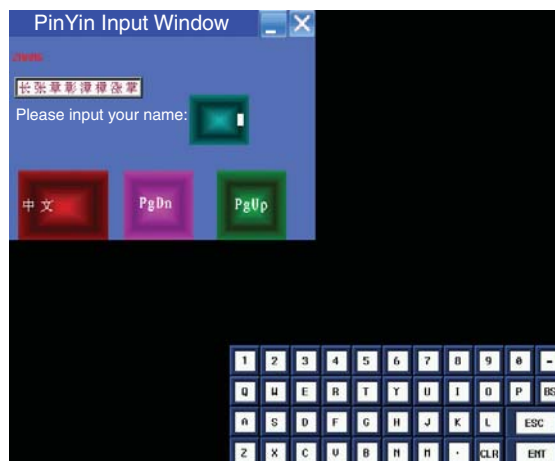 PinYin Input Window
长张章彰漳樟涨掌
Please input your name:
中文 PgDn PgUp
1 2 3 4 5 6 7 8 9 0 -
Q W E R T Y U I O P BS
A S D F G H J K L ESC
Z X C V B N M . CLR ENT